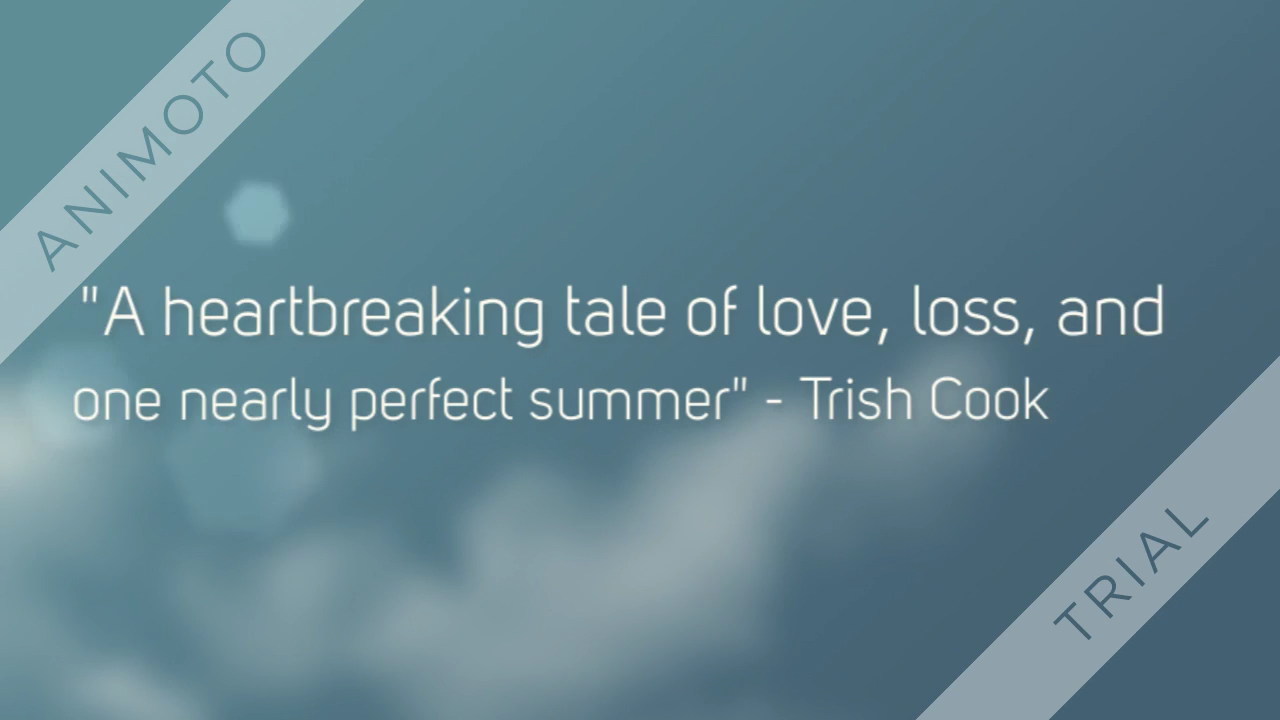 ANIMOTO
"A heartbreaking tale of love, loss, and
one nearly perfect summer" - Trish Cook
TRIAL